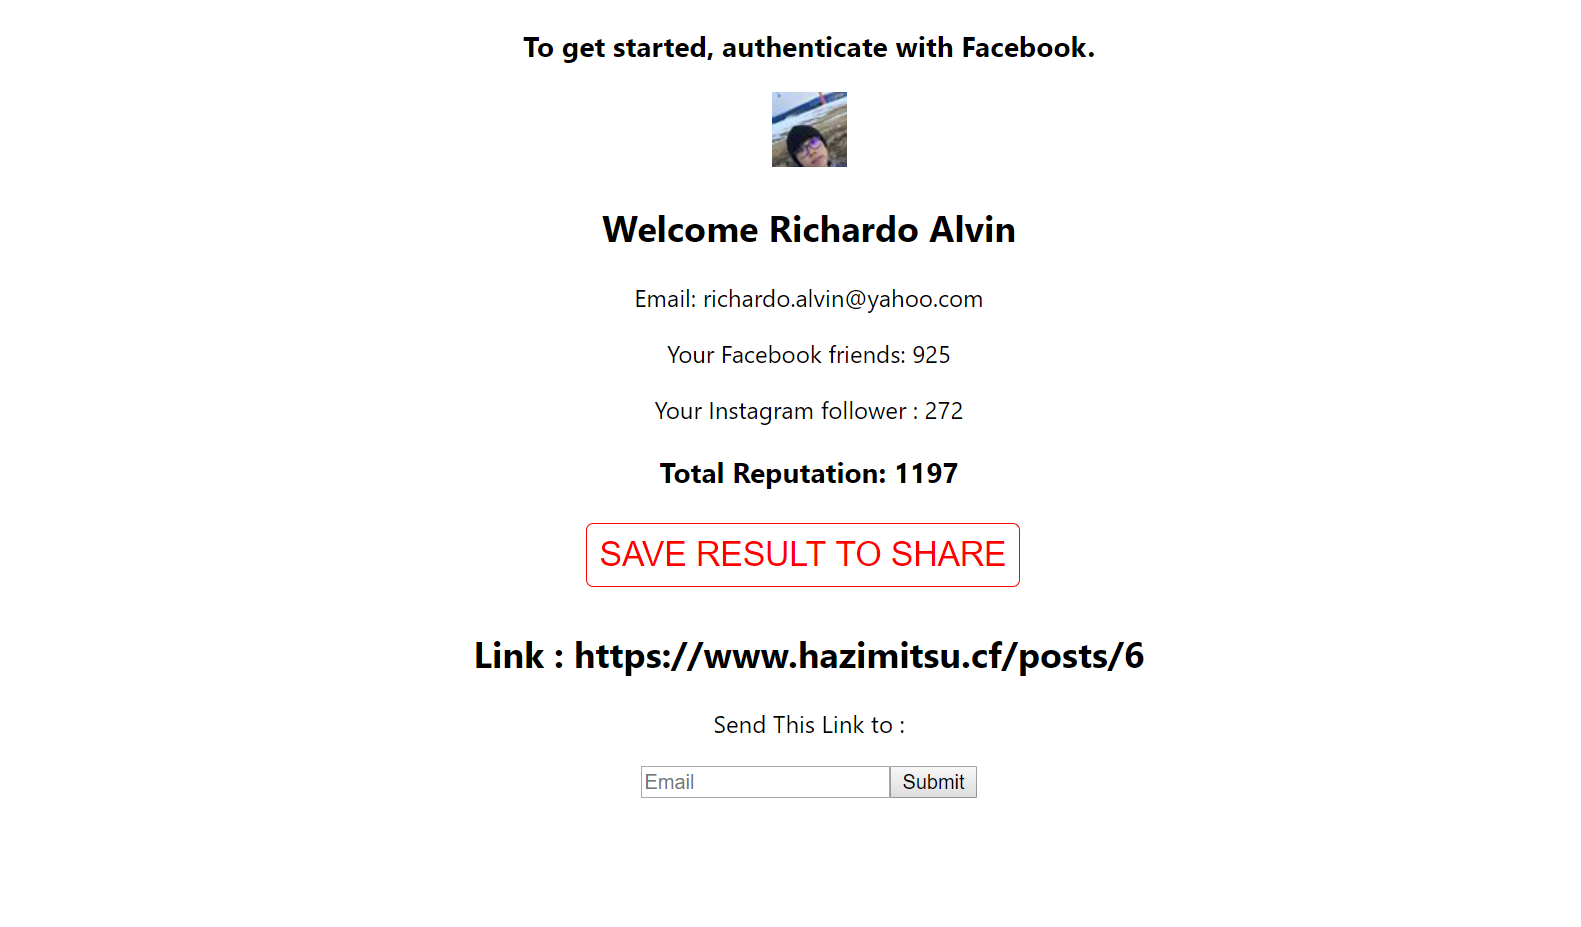 To get started, authenticate with Facebook.
Welcome Richardo Alvin
Email: richardo.alvin@yahoo.com
Your Facebook friends: 925
Your Instagram follower : 272
Total Reputation: 1197
SAVE RESULT TO SHARE
Link : https://www.hazimitsu.cf/posts/6
Send This Link to :
Email Submit